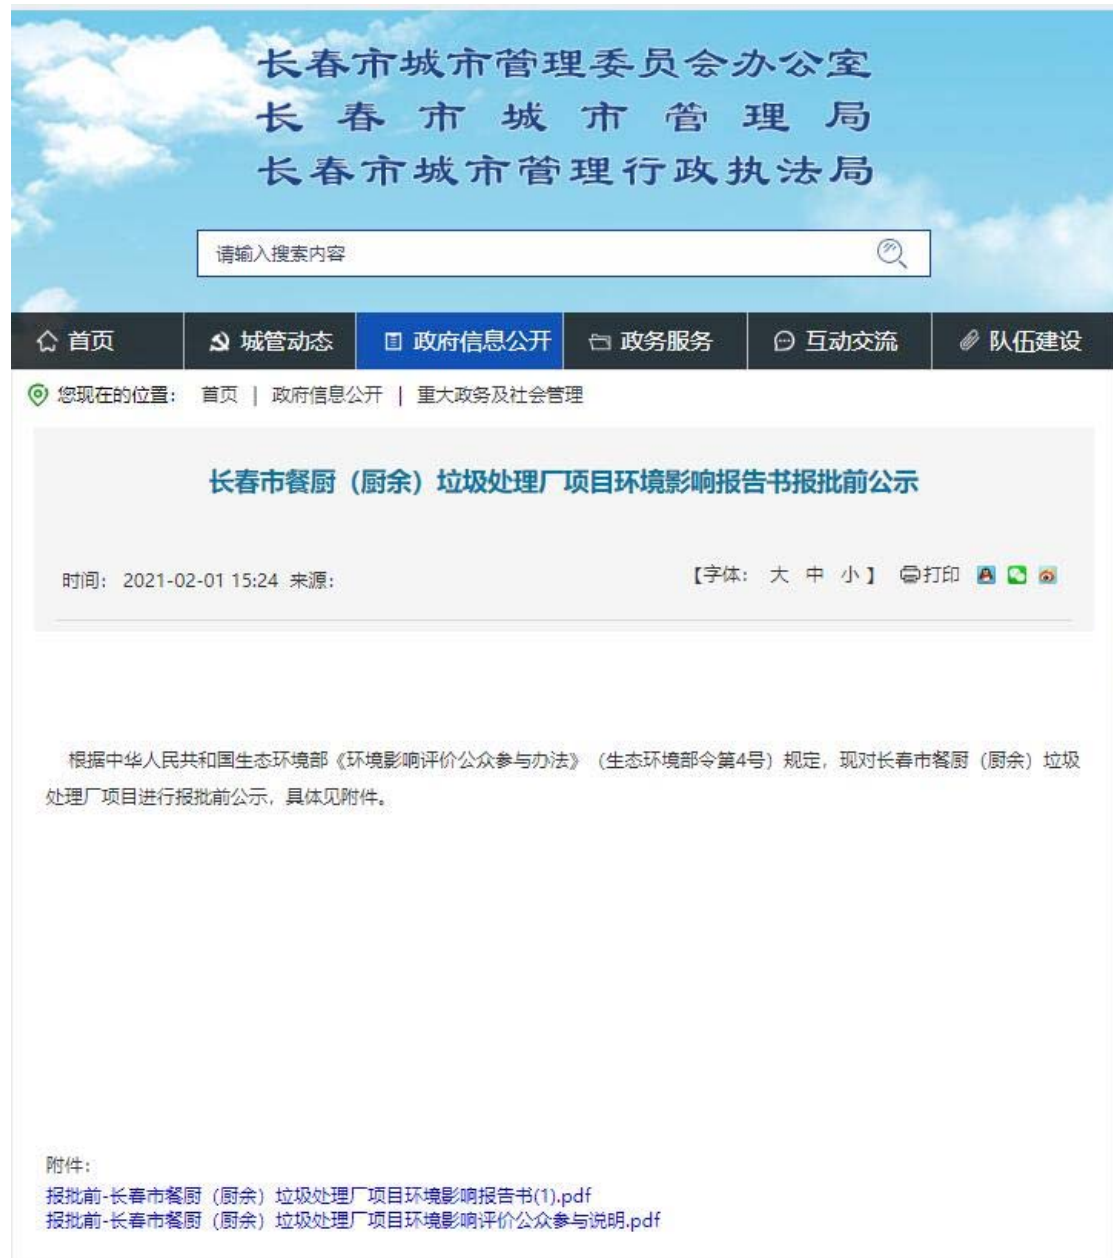 长春市城市管理委员会办公室
长春市城市管理局
长春市城市管理行政执法局
请输入搜索内容
首页 城管动态 政府信息公开 政务服务 互动交流 队伍建设
您现在的位置： 首页 | 政府信息公开 | 重大政务及社会管理
长春市餐厨（厨余）垃圾处理厂项目环境影响报告书报批前公示
时间： 2021-02-01 15:24 来源： 【字体： 大 中 小 】 打印
根据中华人民共和国生态环境部《环境影响评价公众参与办法》（生态环境部令第4号）规定，现对长春市餐厨（厨余）垃圾
处理厂项目进行报批前公示，具体见附件。
附件：
报批前-长春市餐厨（厨余）垃圾处理厂项目环境影响报告书(1).pdf
报批前-长春市餐厨（厨余）垃圾处理厂项目环境影响评价公众参与说明.pdf